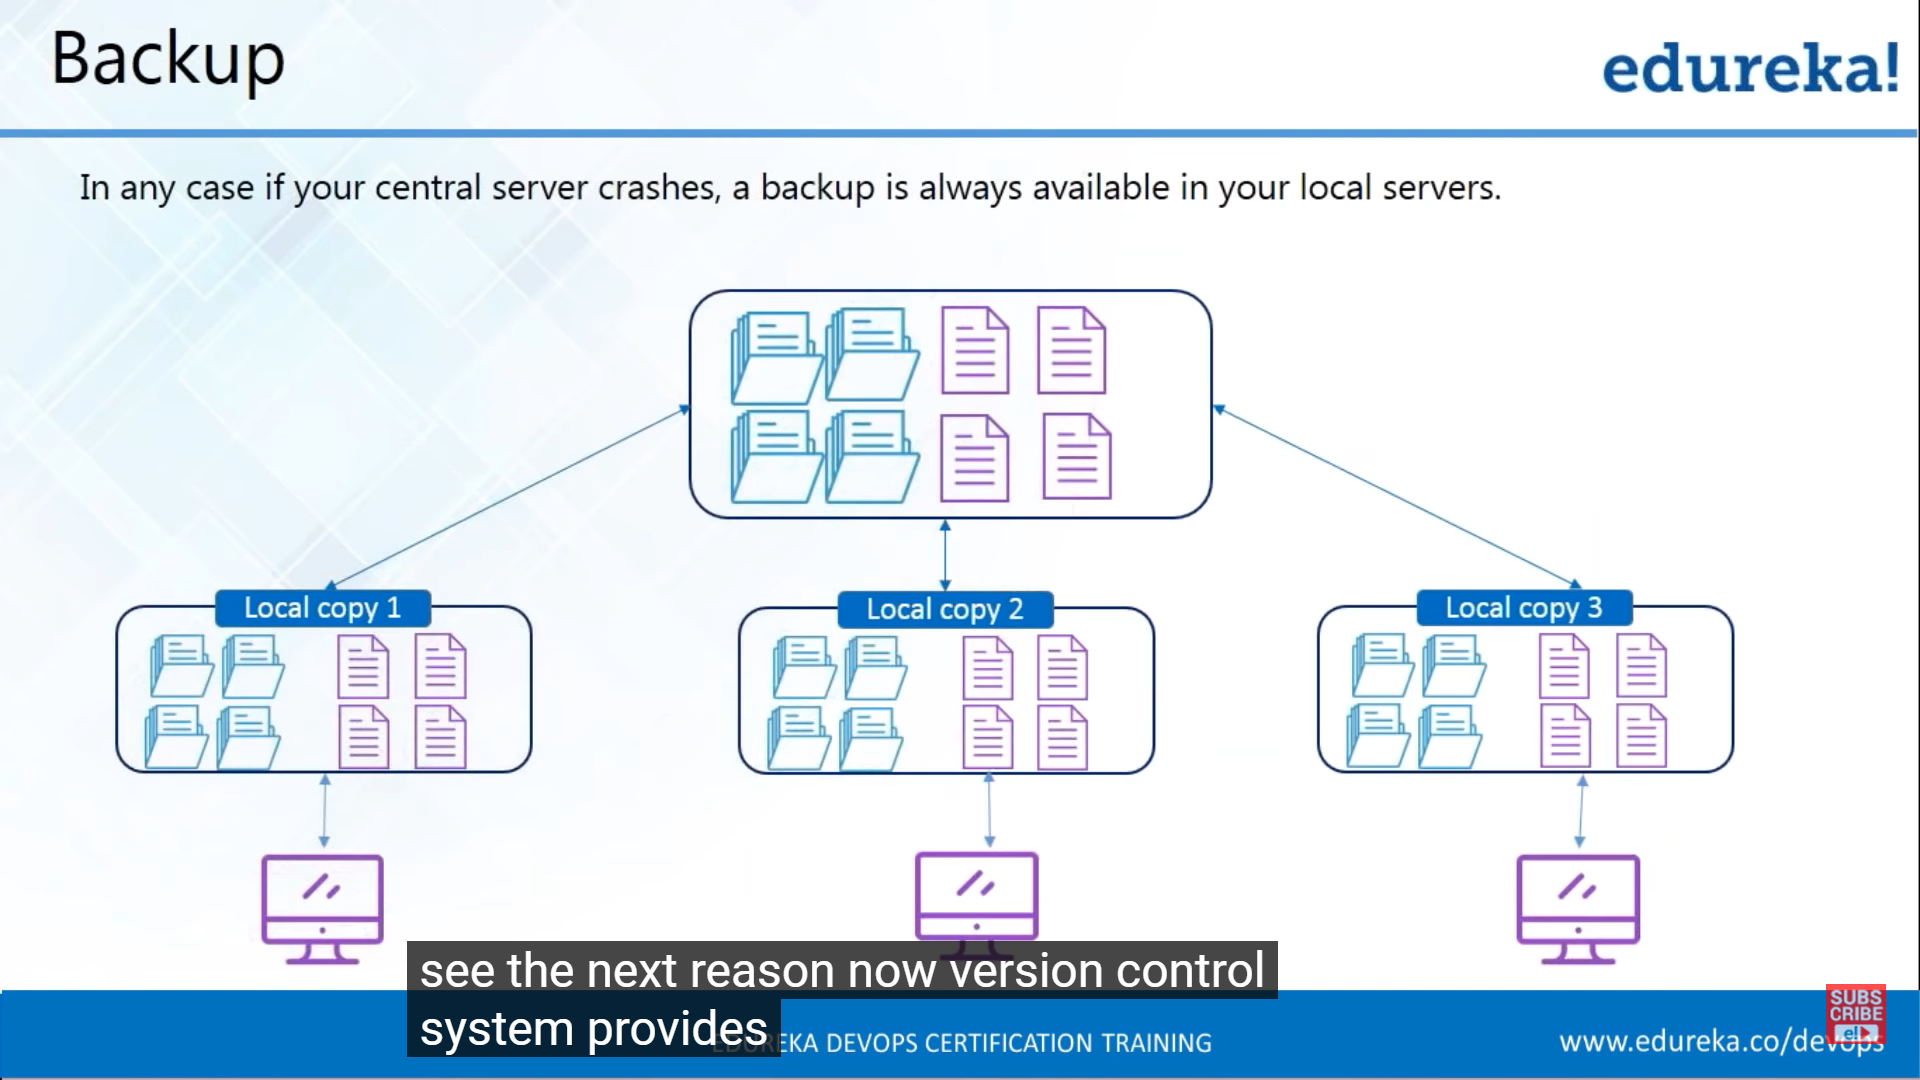 Backup
edureka!
In any case if your central server crashes, a backup is always available in your local servers.
Local copy 1
Local copy 2
Local copy 3
see the next reason now version control
system provides
EDUREKA DEVOPS CERTIFICATION TRAINING
www.edureka.co/devops
SUBS
CRIBE
e!